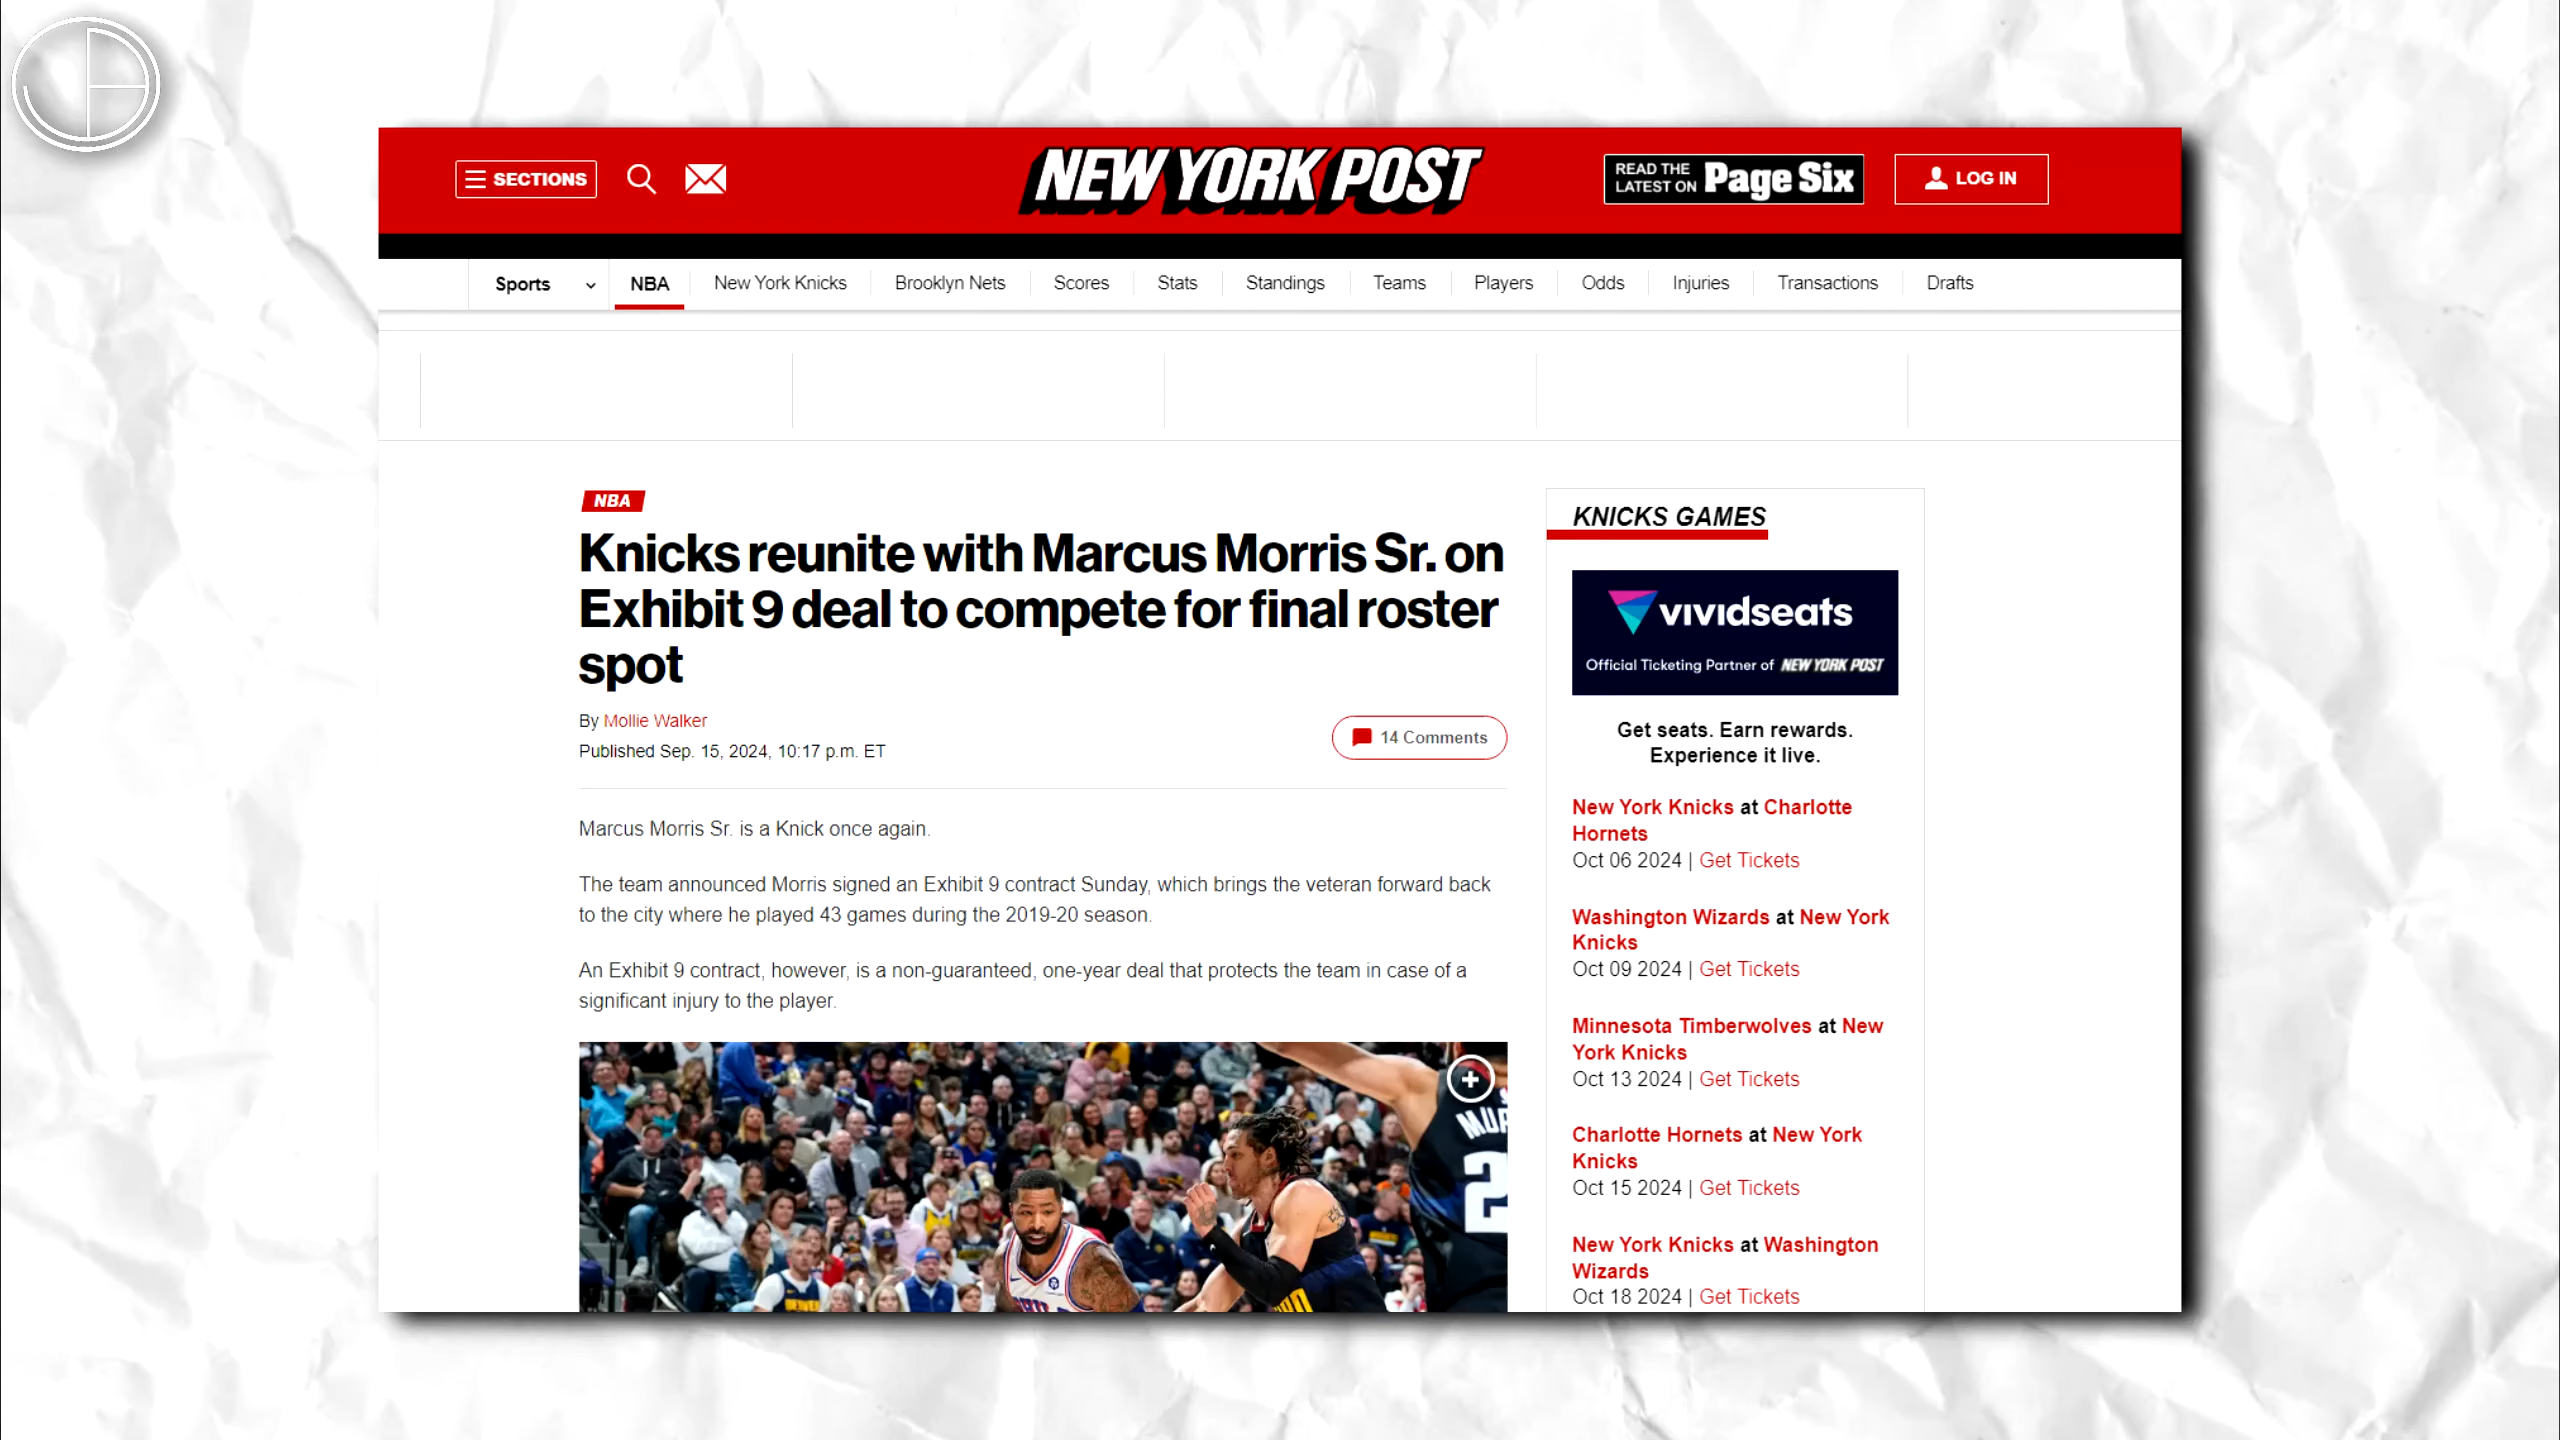 SECTIONS
NEW YORK POST
READ THE
LATEST ON Page Six
LOG IN
Sports
NBA
New York Knicks
Brooklyn Nets
Scores
Stats
Standings
Teams
Players
Odds
Injuries
Transactions
Drafts
NBA
Knicks reunite with Marcus Morris Sr. on
Exhibit 9 deal to compete for final roster
spot
By Mollie Walker
Published Sep. 15, 2024, 10:17 p.m. ET
14 Comments
Marcus Morris Sr. is a Knick once again.
The team announced Morris signed an Exhibit 9 contract Sunday, which brings the veteran forward back
to the city where he played 43 games during the 2019-20 season.
An Exhibit 9 contract, however, is a non-guaranteed, one-year deal that protects the team in case of a
significant injury to the player.
MUR
2
KNICKS GAMES
vividseats
Official Ticketing Partner of NEW YORK POST
Get seats. Earn rewards.
Experience it live.
New York Knicks at Charlotte
Hornets
Oct 06 2024 | Get Tickets
Washington Wizards at New York
Knicks
Oct 09 2024 | Get Tickets
Minnesota Timberwolves at New
York Knicks
Oct 13 2024 | Get Tickets
Charlotte Hornets at New York
Knicks
Oct 15 2024 | Get Tickets
New York Knicks at Washington
Wizards
Oct 18 2024 | Get Tickets